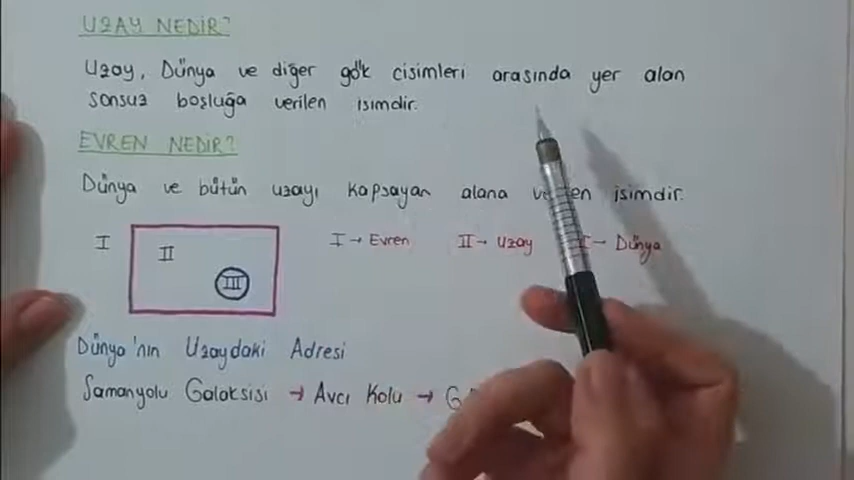 UZAY NEDİR?
Uzay, Dünya ve diğer gök cisimleri arasında yer alan
sonsuz boşluğa verilen isimdir.
EVREN NEDİR?
Dünya ve bütün uzayı kapsayan alana isimdir.
I II I → Evren II → Uzay → Dünya
III
Dünya'nın Uzaydaki Adresi
Samanyolu Galaksisi → Avcı Kolu →